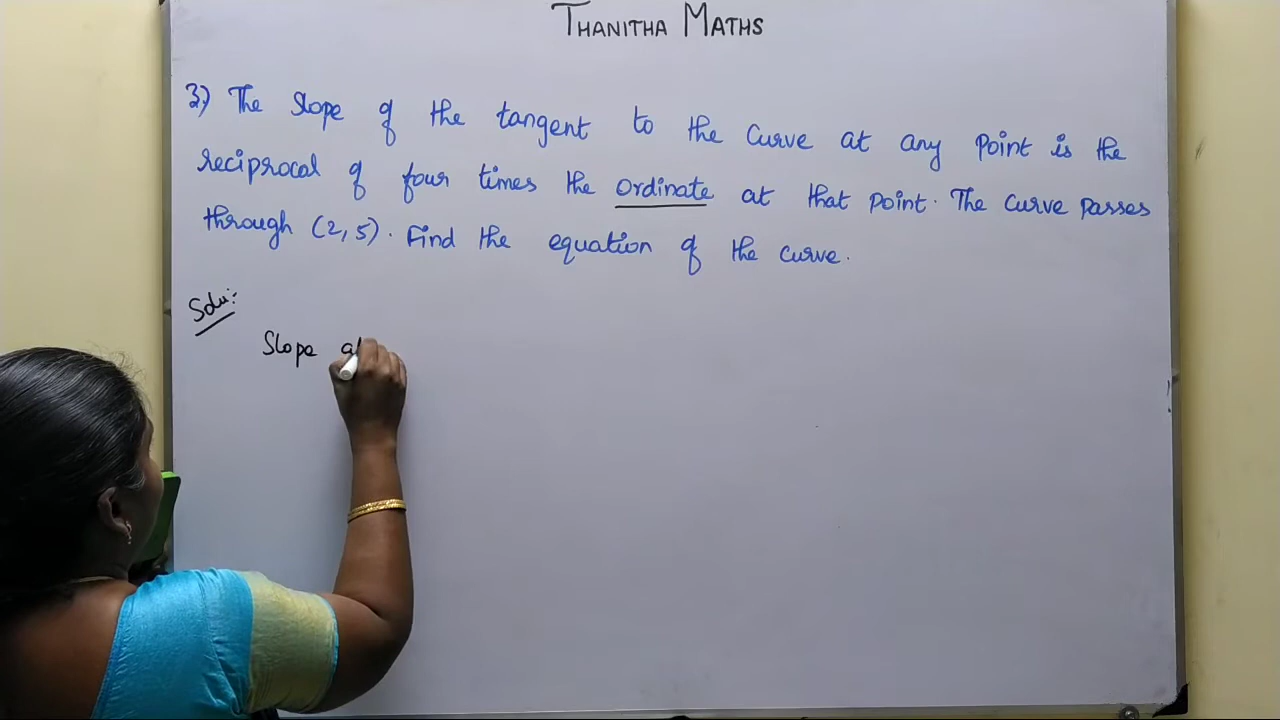 THANITHA MATHS
3) The slope of the tangent to the curve at any point is the
reciprocal of four times the ordinate at that point. The curve passes
through (2, 5). Find the equation of the curve.
Solu:
Slope